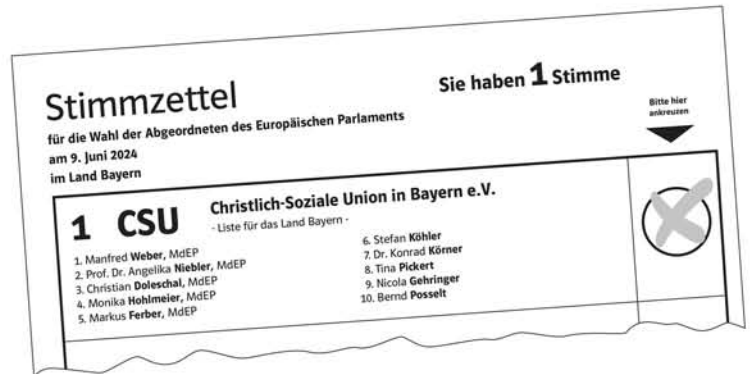 Stimmzettel
für die Wahl der Abgeordneten des Europäischen Parlaments
am 9. Juni 2024
im Land Bayern
Sie haben 1 Stimme
Bitte hier
ankreuzen
1 CSU
Christlich-Soziale Union in Bayern e.V.
- Liste für das Land Bayern -
1. Manfred Weber, MdEP
2. Prof. Dr. Angelika Niebler, MdEP
3. Christian Doleschal, MdEP
4. Monika Hohlmeier, MdEP
5. Markus Ferber, MdEP
6. Stefan Köhler
7. Dr. Konrad Körner
8. Tina Pickert
9. Nicola Gehringer
10. Bernd Posselt